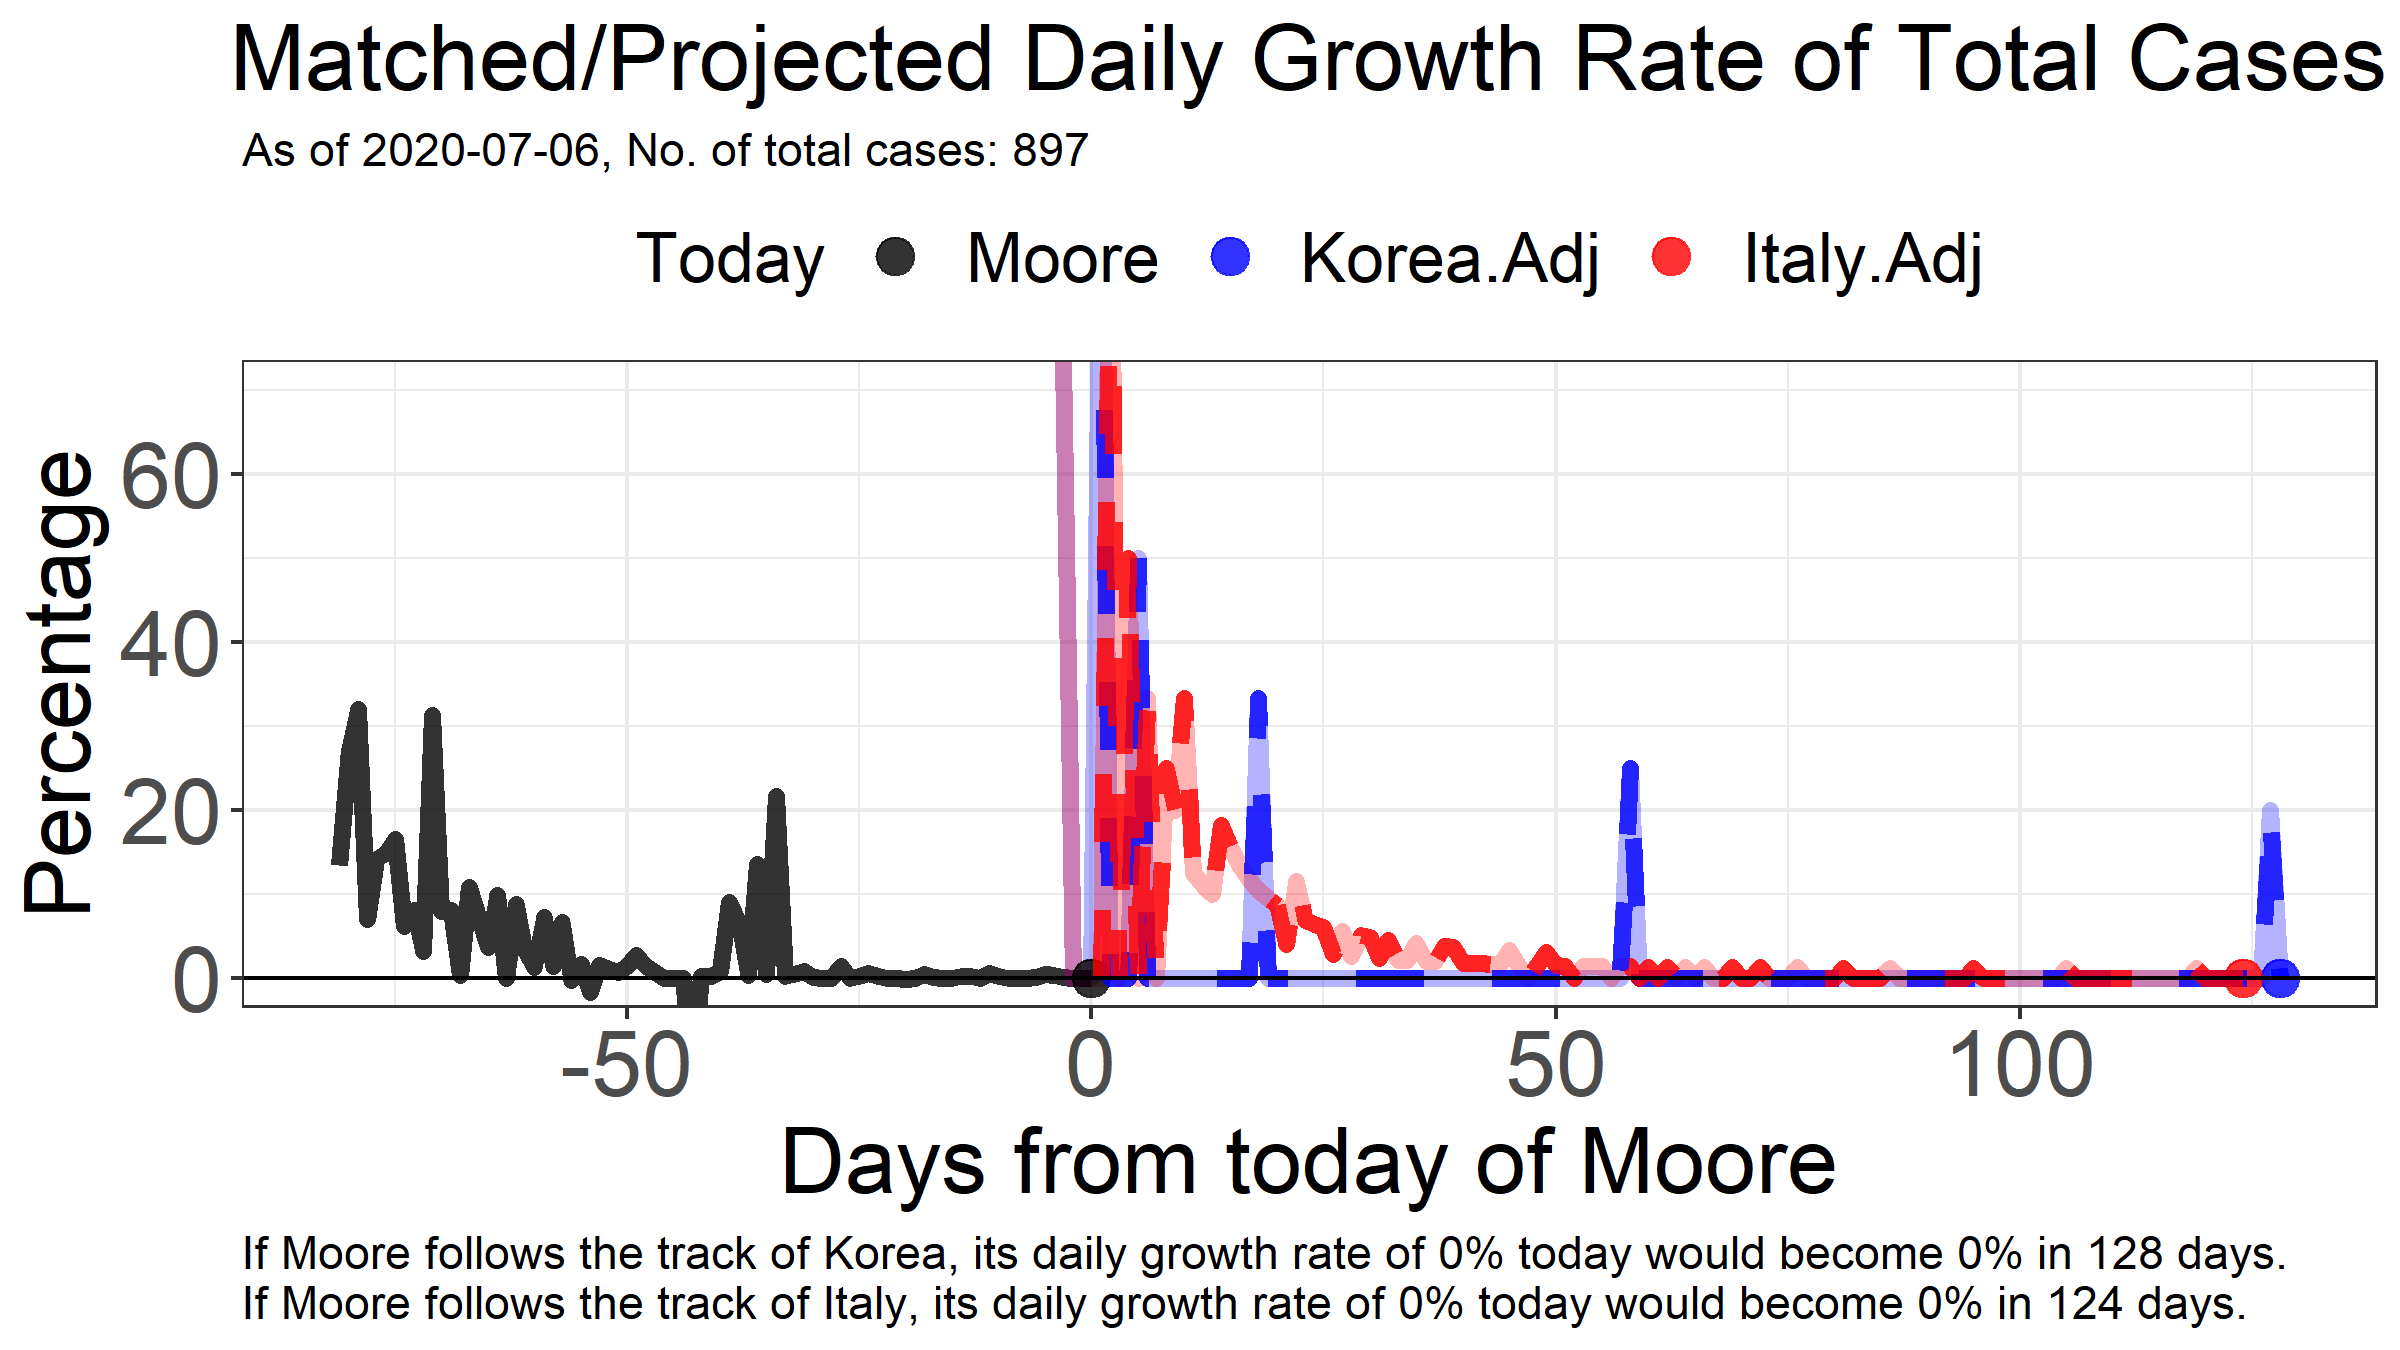 Matched/Projected Daily Growth Rate of Total Cases
As of 2020-07-06, No. of total cases: 897
Today Moore Korea.Adj Italy.Adj
Percentage
60
40
20
0
-50 0 50 100
Days from today of Moore
If Moore follows the track of Korea, its daily growth rate of 0% today would become 0% in 128 days.
If Moore follows the track of Italy, its daily growth rate of 0% today would become 0% in 124 days.